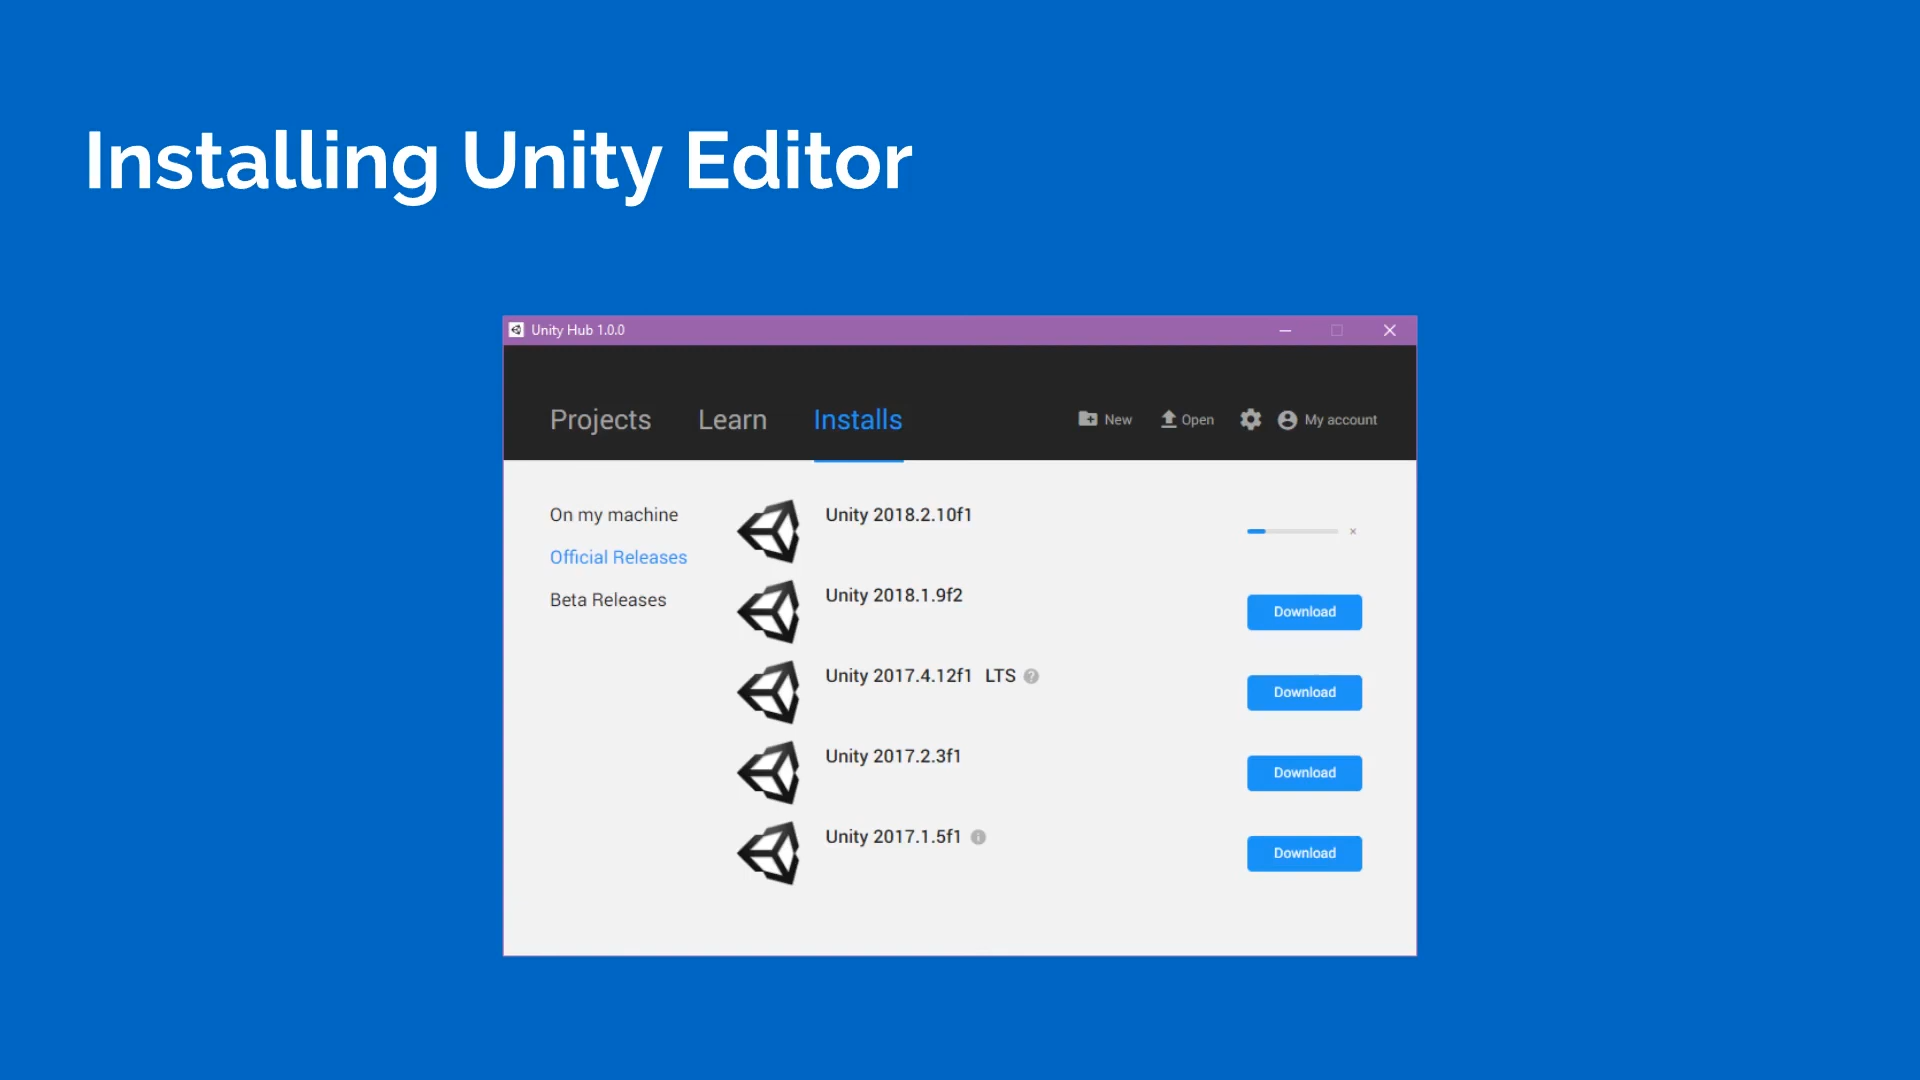 Installing Unity Editor
Unity Hub 1.0.0
Projects Learn Installs New Open My account
On my machine
Official Releases
Beta Releases
Unity 2018.2.10f1
Unity 2018.1.9f2
Download
Unity 2017.4.12f1 LTS
Download
Unity 2017.2.3f1
Download
Unity 2017.1.5f1
Download